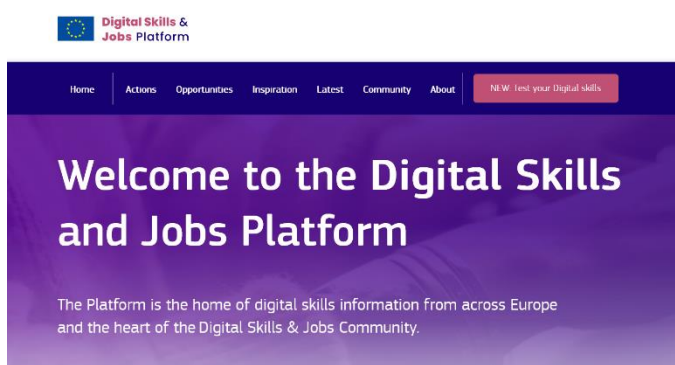 Digital Skills &
Jobs Platform
Home Actions Opportunities Inspiration Latest Community About NEW: Test your Digital skills
Welcome to the Digital Skills
and Jobs Platform
The Platform is the home of digital skills information from across Europe
and the heart of the Digital Skills & Jobs Community.